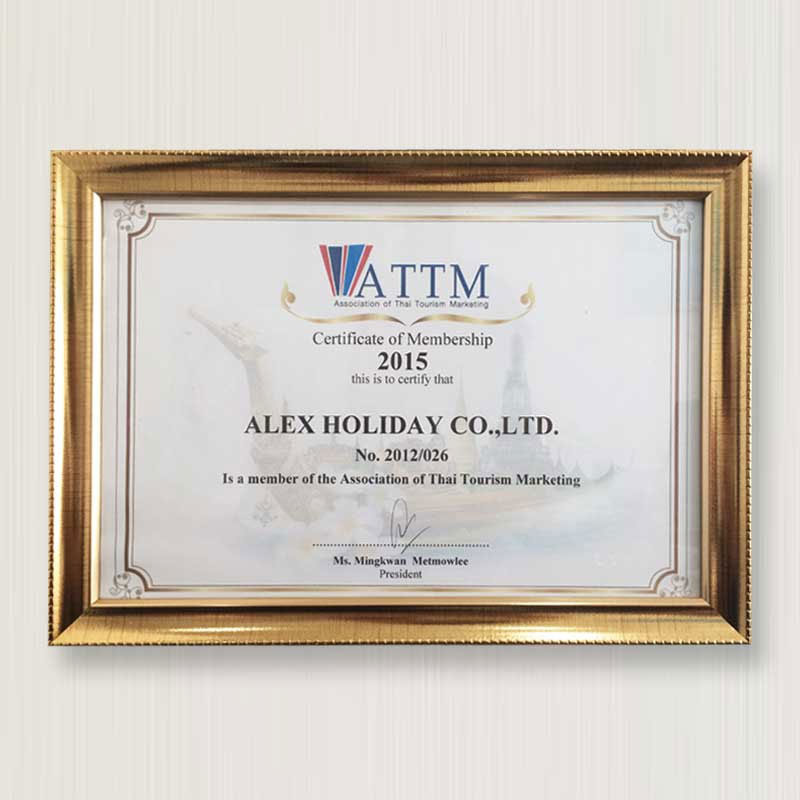 ATTM
Association of Thai Tourism Marketing
Certificate of Membership
2015
this is to certify that
ALEX HOLIDAY CO.,LTD.
No. 2012/026
Is a member of the Association of Thai Tourism Marketing
Ms. Mingkwan Metmowlee
President